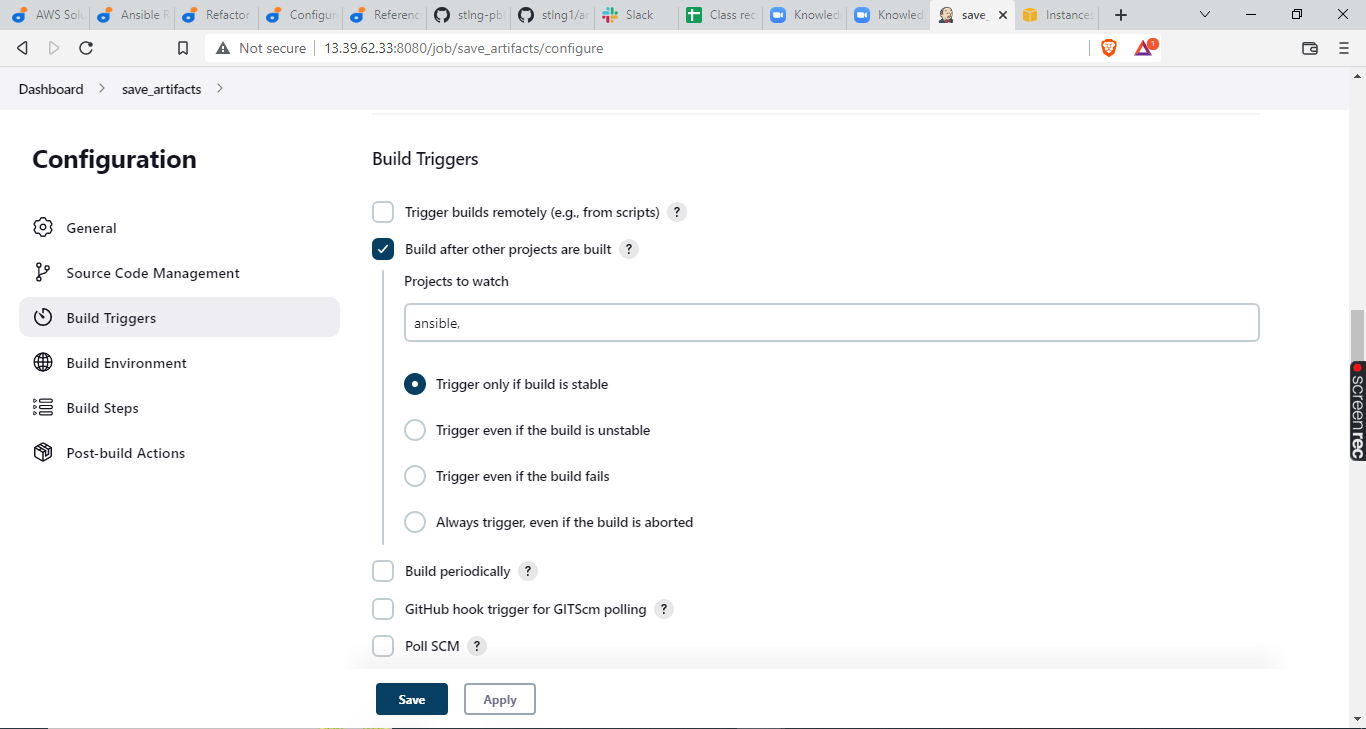 AWS Solu
Ansible R
Refactor
Configur
Referenc
stlng-pb
stlng1/an
Slack
Class rec
Knowled
Knowled
save_
Instances
Not secure
13.39.62.33:8080/job/save_artifacts/configure
1
Dashboard
save_artifacts
Configuration
General
Source Code Management
Build Triggers
Build Environment
Build Steps
Post-build Actions
Build Triggers
Trigger builds remotely (e.g., from scripts) ?
Build after other projects are built ?
Projects to watch
ansible,
Trigger only if build is stable
Trigger even if the build is unstable
Trigger even if the build fails
Always trigger, even if the build is aborted
Build periodically ?
GitHub hook trigger for GITScm polling ?
Poll SCM ?
Save
Apply
screenrec